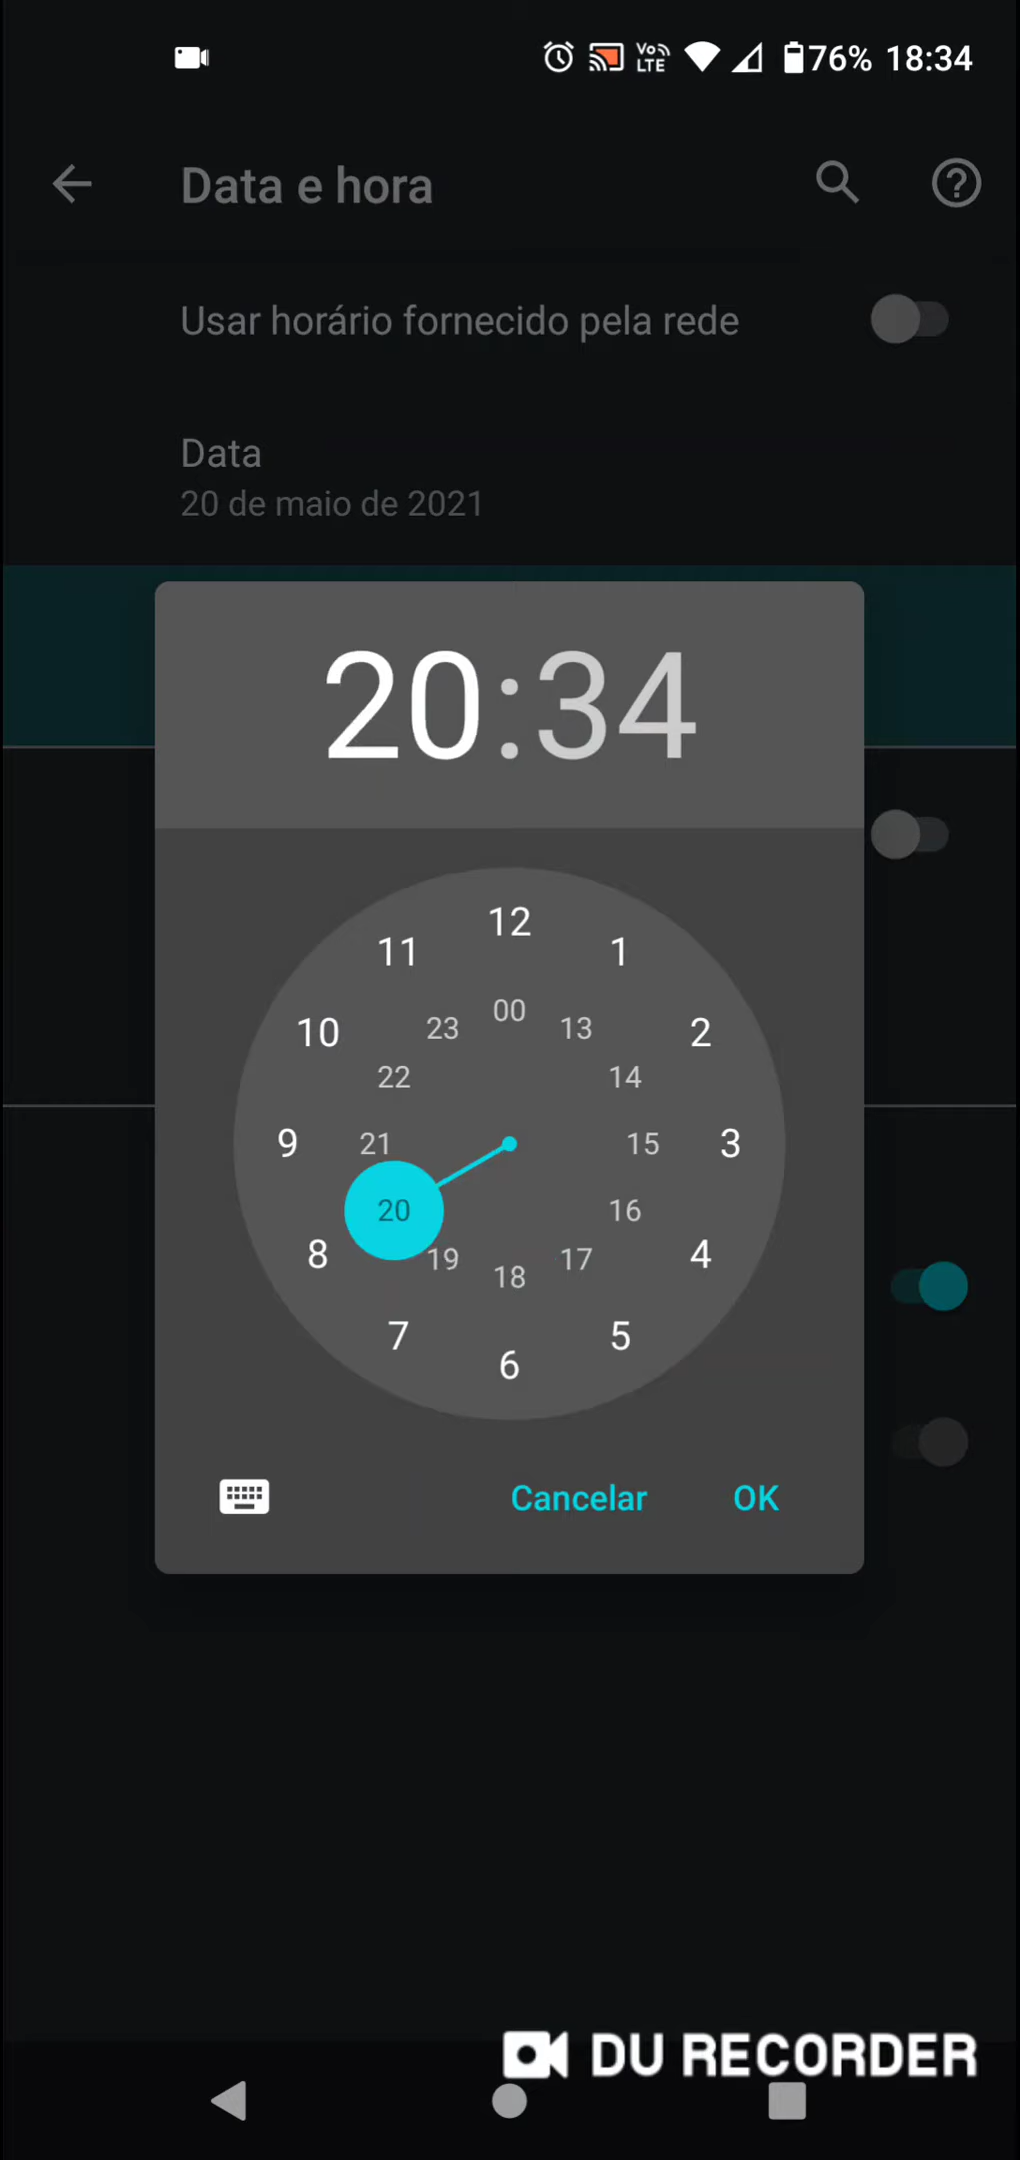 Vo LTE 76% 18:34
Data e hora
Usar horário fornecido pela rede
Data
20 de maio de 2021
20:34
12
11 1
00
23 13
10 2
22 14
9 21 15 3
20 16
8 4
19 17
18
7 5
6
Cancelar OK
DU RECORDER